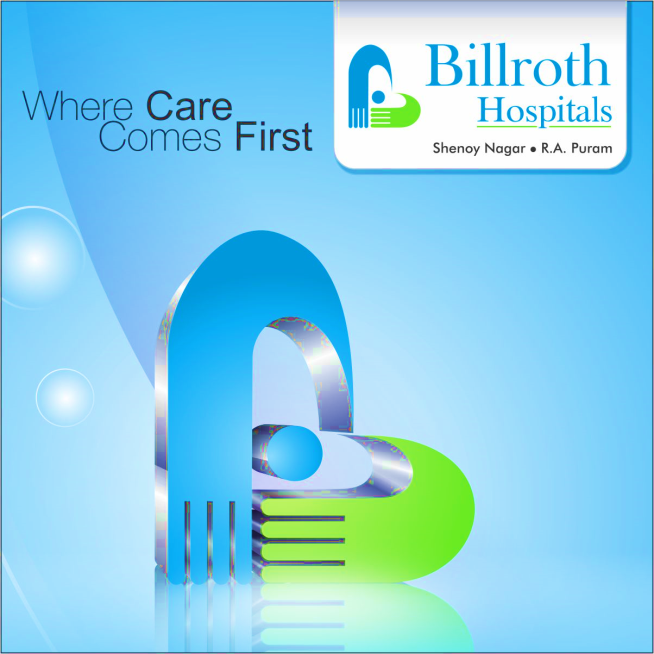 Where Care
Comes First
Billroth
Hospitals
Shenoy Nagar • R.A. Puram